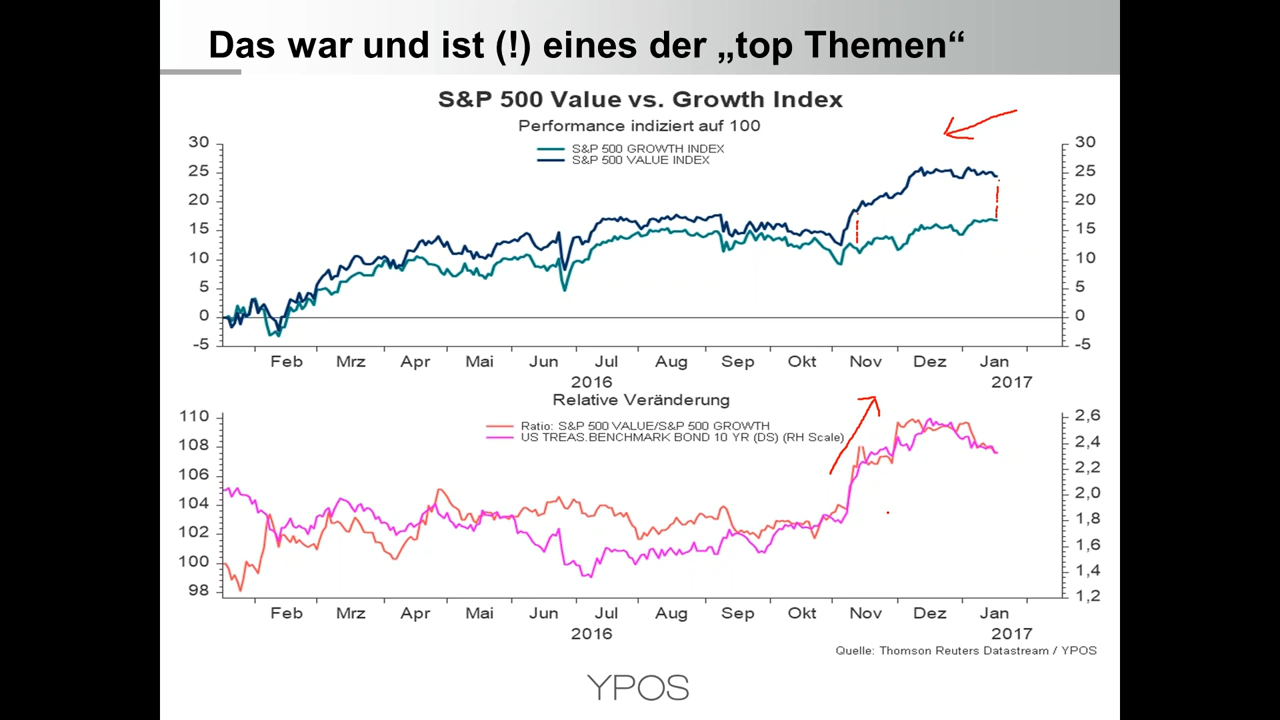 Das war und ist (!) eines der „top Themen“
S&P 500 Value vs. Growth Index
Performance indiziert auf 100
S&P 500 GROWTH INDEX
S&P 500 VALUE INDEX
30 30
25 25
20 20
15 15
10 10
5 5
0 0
-5 -5
Feb Mrz Apr Mai Jun Jul Aug Sep Okt Nov Dez Jan
2016 2017
Relative Veränderung
Ratio: S&P 500 VALUE/S&P 500 GROWTH
US TREAS.BENCHMARK BOND 10 YR (DS) (RH Scale)
110 2,6
108 2,4
106 2,2
104 2,0
102 1,8
100 1,6
98 1,4
1,2
Feb Mrz Apr Mai Jun Jul Aug Sep Okt Nov Dez Jan
2016 2017
Quelle: Thomson Reuters Datastream / YPOS
YPOS